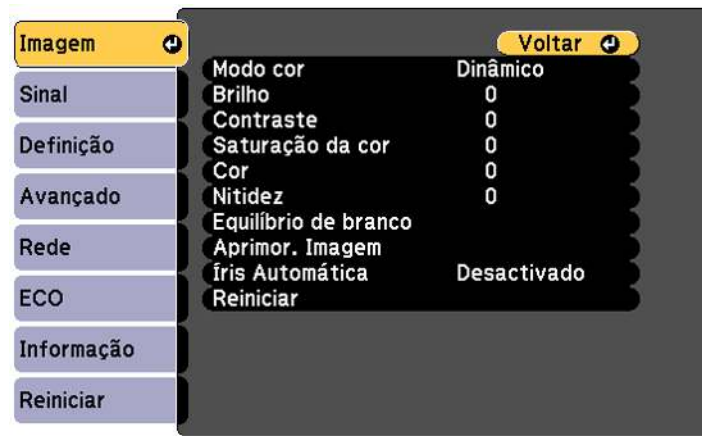 Imagem
Voltar
Modo cor Dinâmico
Sinal
Brilho 0
Contraste 0
Definição
Saturação da cor 0
Cor 0
Avançado
Nitidez 0
Equilíbrio de branco
Rede
Aprimor. Imagem
Íris Automática Desactivado
ECO
Reiniciar
Informação
Reiniciar